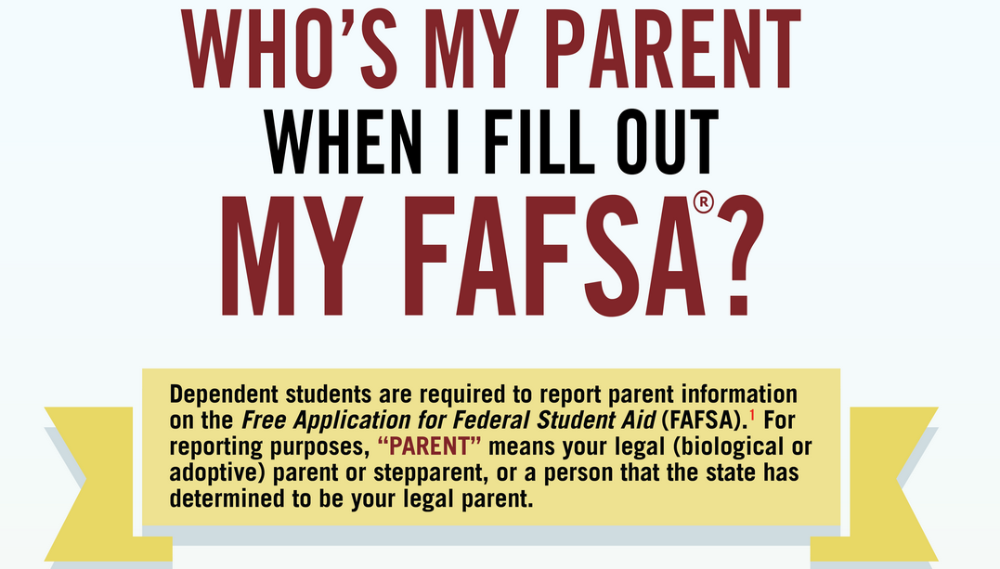 WHO'S MY PARENT
WHEN I FILL OUT
MY FAFSA®?
Dependent students are required to report parent information
on the Free Application for Federal Student Aid (FAFSA).1 For
reporting purposes, “PARENT” means your legal (biological or
adoptive) parent or stepparent, or a person that the state has
determined to be your legal parent.